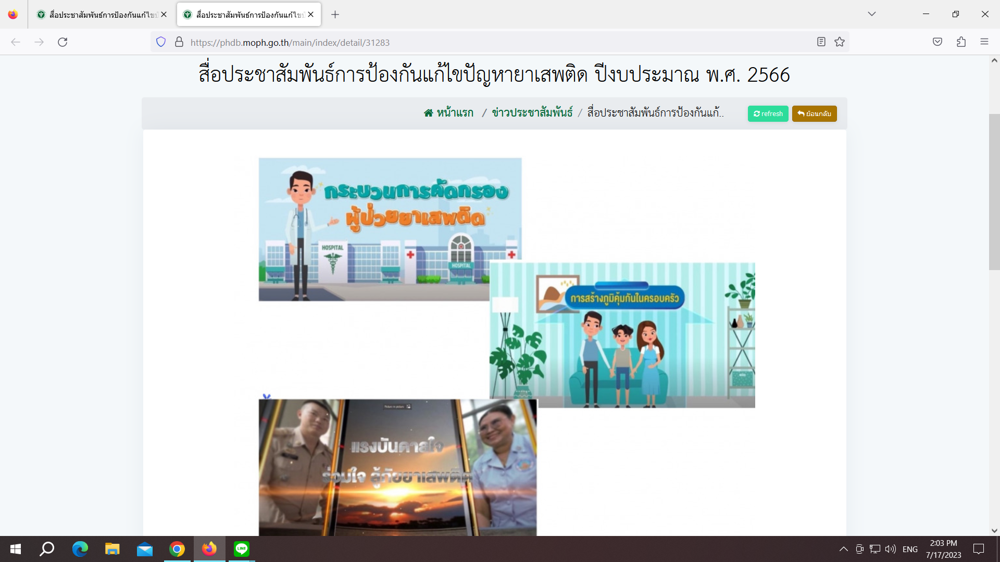 สื่อประชาสัมพันธ์การป้องกันแก้ไขปั
สื่อประชาสัมพันธ์การป้องกันแก้ไขปั
https://phdb.moph.go.th/main/index/detail/31283
สื่อประชาสัมพันธ์การป้องกันแก้ไขปัญหายาเสพติด ปีงบประมาณ พ.ศ. 2566
หน้าแรก / ข่าวประชาสัมพันธ์ / สื่อประชาสัมพันธ์การป้องกันแก้.. refresh ย้อนกลับ
กระบวนการคัดกรอง
ผู้ป่วยยาเสพติด
HOSPITAL
HOSPITAL
การสร้างภูมิคุ้มกันในครอบครัว
Picture in picture
แรงบันดาลใจ
ร่วมใจ สู้ภัยยาเสพติด
LINE
ENG
2:03 PM
7/17/2023